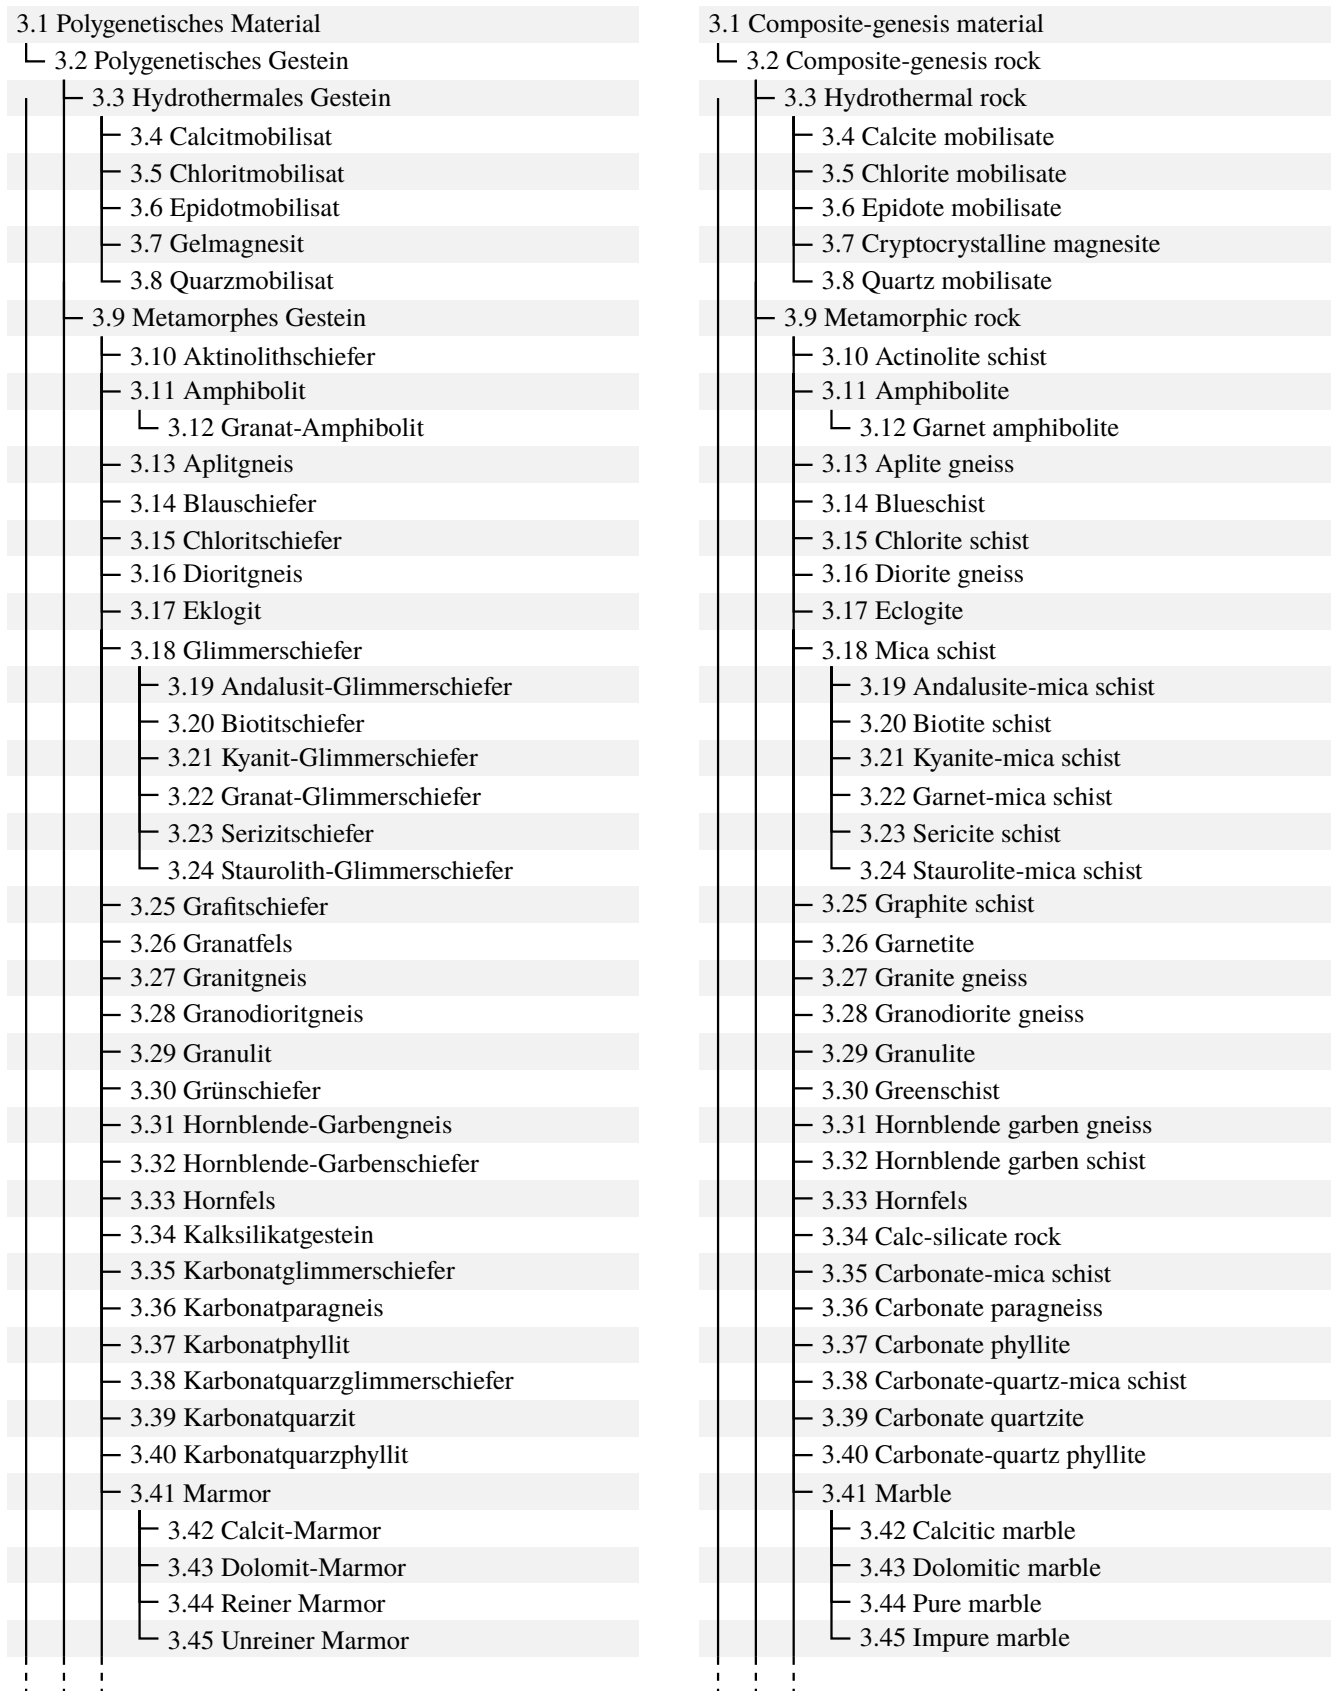 3.1 Polygenetisches Material
3.2 Polygenetisches Gestein
3.3 Hydrothermales Gestein
3.4 Calcitmobilisat
3.5 Chloritmobilisat
3.6 Epidotmobilisat
3.7 Gelmagnesit
3.8 Quarzmobilisat
3.9 Metamorphes Gestein
3.10 Aktinolithschiefer
3.11 Amphibolit
3.12 Granat-Amphibolit
3.13 Aplitgneis
3.14 Blauschiefer
3.15 Chloritschiefer
3.16 Dioritgneis
3.17 Eklogit
3.18 Glimmerschiefer
3.19 Andalusit-Glimmerschiefer
3.20 Biotitschiefer
3.21 Kyanit-Glimmerschiefer
3.22 Granat-Glimmerschiefer
3.23 Serizitschiefer
3.24 Staurolith-Glimmerschiefer
3.25 Grafitschiefer
3.26 Granatfels
3.27 Granitgneis
3.28 Granodioritgneis
3.29 Granulit
3.30 Grünschiefer
3.31 Hornblende-Garbengneis
3.32 Hornblende-Garbenschiefer
3.33 Hornfels
3.34 Kalksilikatgestein
3.35 Karbonatglimmerschiefer
3.36 Karbonatparagneis
3.37 Karbonatphyllit
3.38 Karbonatquarzglimmerschiefer
3.39 Karbonatquarzit
3.40 Karbonatquarzphyllit
3.41 Marmor
3.42 Calcit-Marmor
3.43 Dolomit-Marmor
3.44 Reiner Marmor
3.45 Unreiner Marmor
3.1 Composite-genesis material
3.2 Composite-genesis rock
3.3 Hydrothermal rock
3.4 Calcite mobilisate
3.5 Chlorite mobilisate
3.6 Epidote mobilisate
3.7 Cryptocrystalline magnesite
3.8 Quartz mobilisate
3.9 Metamorphic rock
3.10 Actinolite schist
3.11 Amphibolite
3.12 Garnet amphibolite
3.13 Aplite gneiss
3.14 Blueschist
3.15 Chlorite schist
3.16 Diorite gneiss
3.17 Eclogite
3.18 Mica schist
3.19 Andalusite-mica schist
3.20 Biotite schist
3.21 Kyanite-mica schist
3.22 Garnet-mica schist
3.23 Sericite schist
3.24 Staurolite-mica schist
3.25 Graphite schist
3.26 Garnetite
3.27 Granite gneiss
3.28 Granodiorite gneiss
3.29 Granulite
3.30 Greenschist
3.31 Hornblende garben gneiss
3.32 Hornblende garben schist
3.33 Hornfels
3.34 Calc-silicate rock
3.35 Carbonate-mica schist
3.36 Carbonate paragneiss
3.37 Carbonate phyllite
3.38 Carbonate-quartz-mica schist
3.39 Carbonate quartzite
3.40 Carbonate-quartz phyllite
3.41 Marble
3.42 Calcitic marble
3.43 Dolomitic marble
3.44 Pure marble
3.45 Impure marble